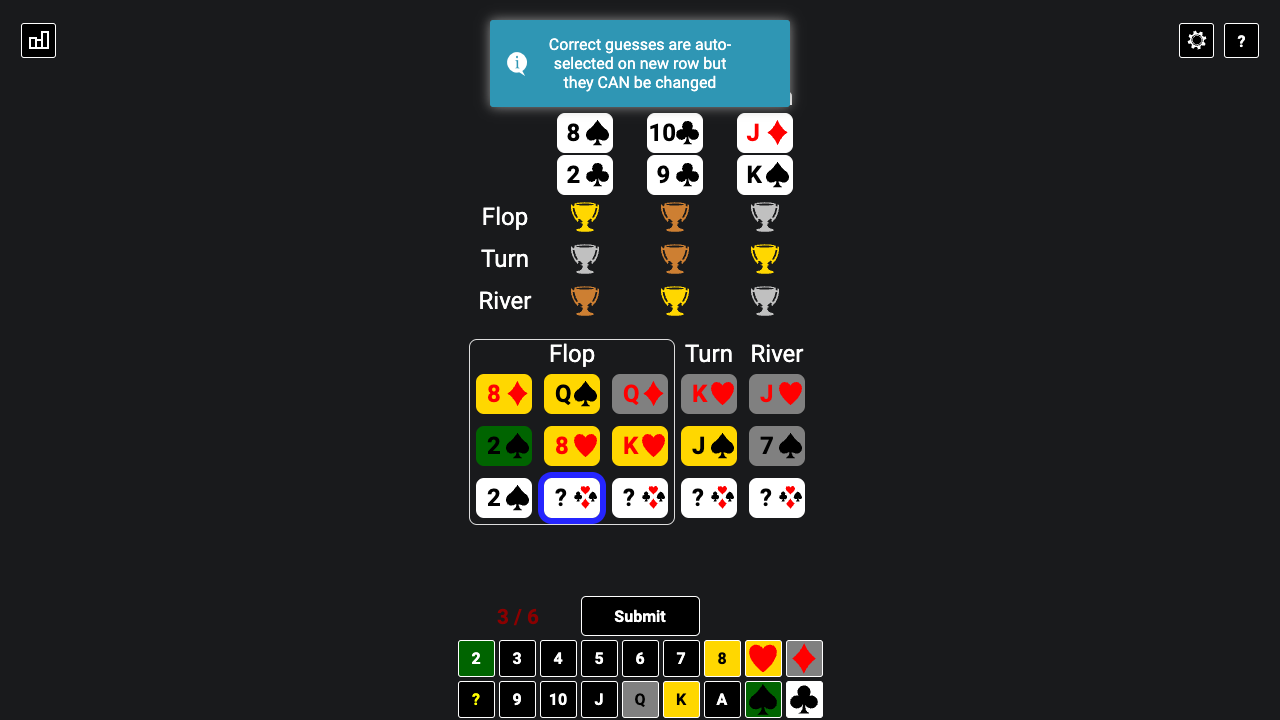 ?
i
Correct guesses are auto-
selected on new row but
they CAN be changed
8 10 J
2 9 K
Flop
Turn
River
Flop Turn River
8 Q Q K J
2 8 K J 7
2 ? ? ? ?
3 / 6 Submit
2 3 4 5 6 7 8
? 9 10 J Q K A